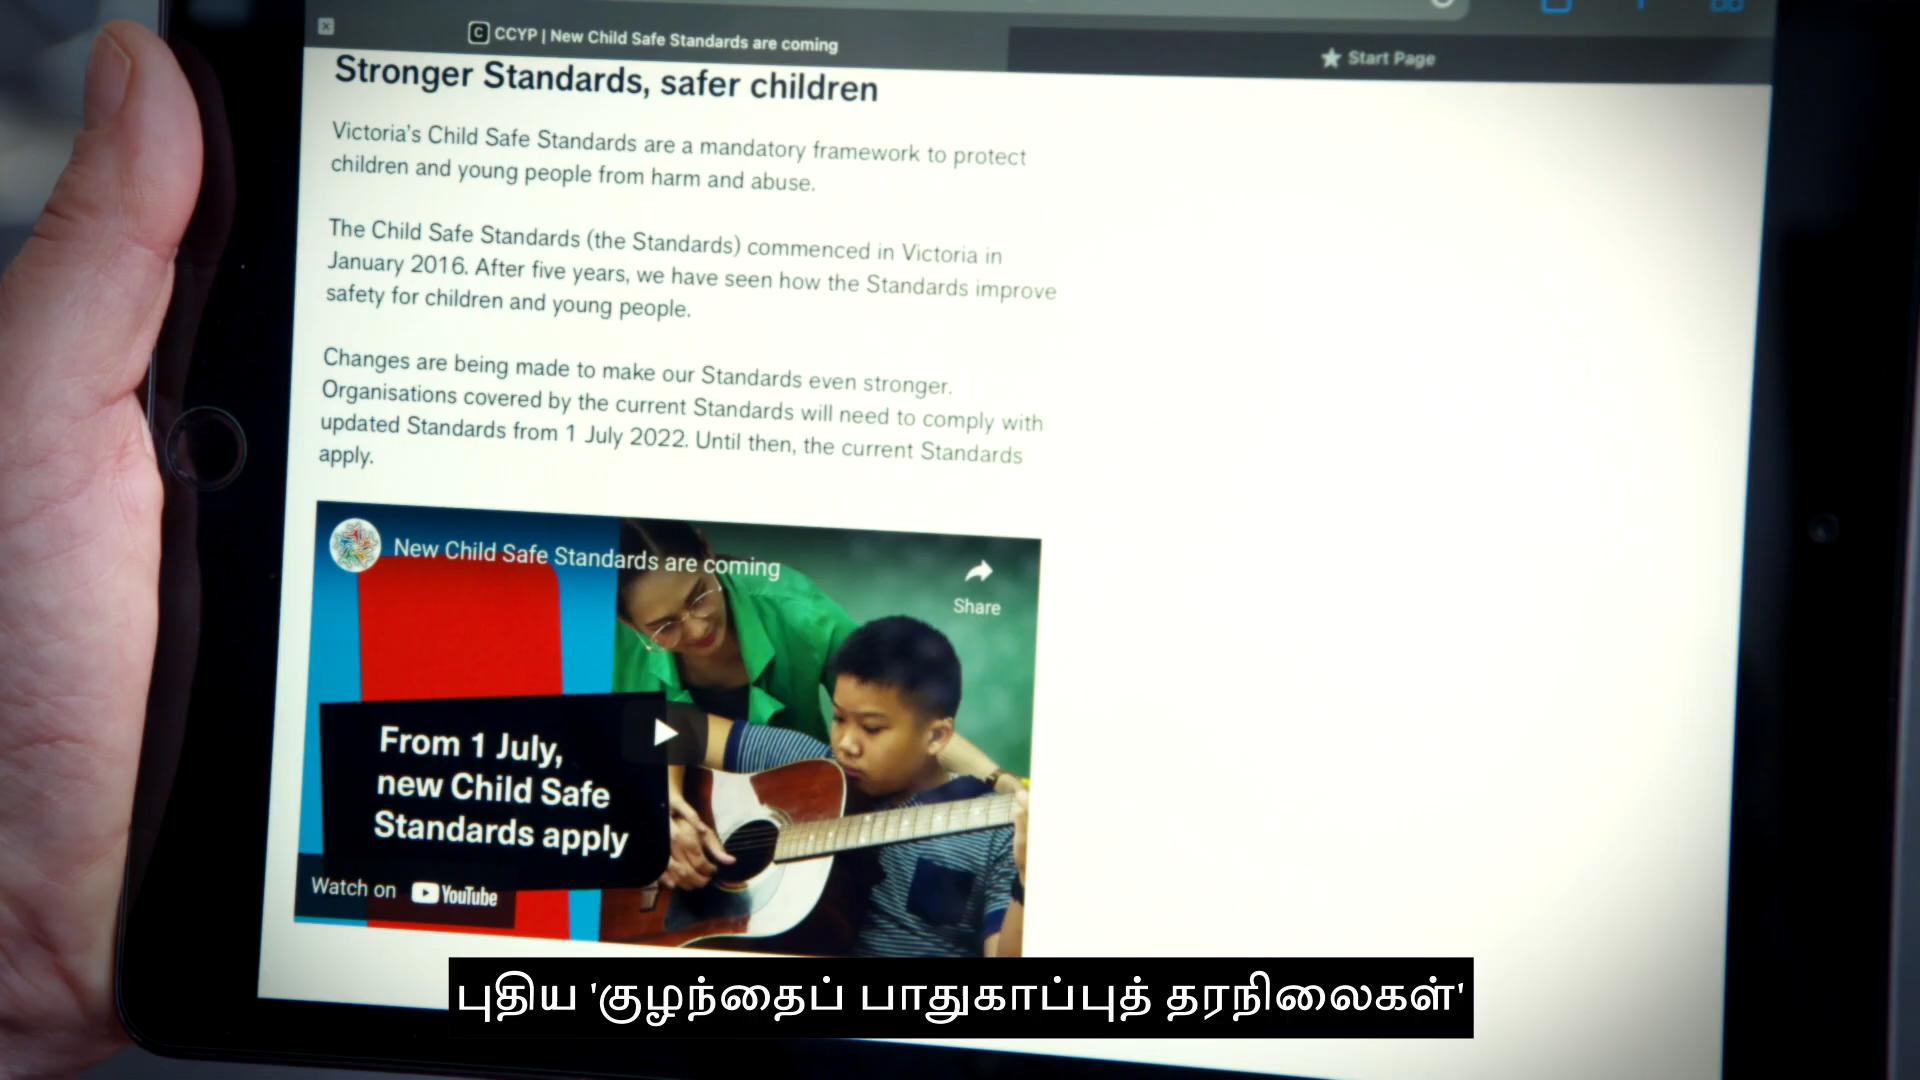 CCYP | New Child Safe Standards are coming
Start Page
Stronger Standards, safer children
Victoria's Child Safe Standards are a mandatory framework to protect
children and young people from harm and abuse.
The Child Safe Standards (the Standards) commenced in Victoria in
January 2016. After five years, we have seen how the Standards improve
safety for children and young people.
Changes are being made to make our Standards even stronger.
Organisations covered by the current Standards will need to comply with
updated Standards from 1 July 2022. Until then, the current Standards
apply.
New Child Safe Standards are coming
Share
From 1 July,
new Child Safe
Standards apply
Watch on YouTube
புதிய 'குழந்தைப் பாதுகாப்புத் தரநிலைகள்'